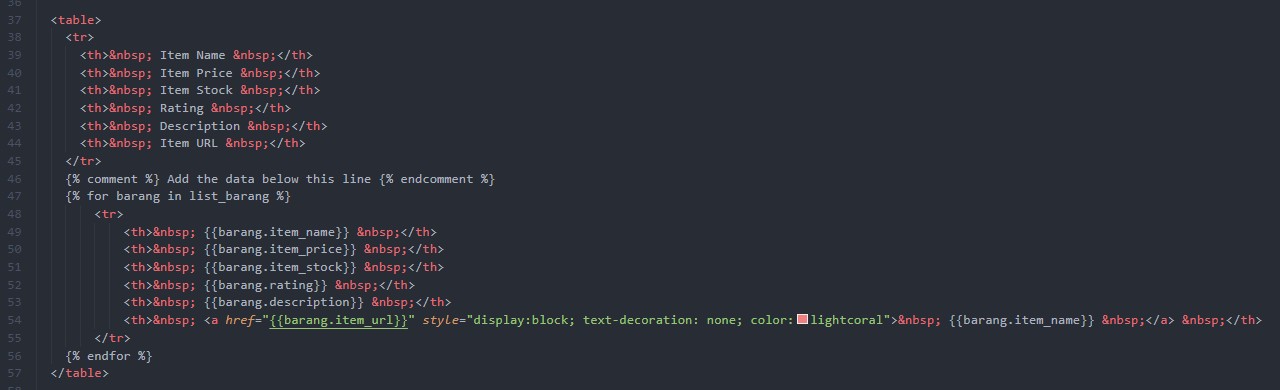 36
37 <table>
38 <tr>
39 <th>&nbsp; Item Name &nbsp;</th>
40 <th>&nbsp; Item Price &nbsp;</th>
41 <th>&nbsp; Item Stock &nbsp;</th>
42 <th>&nbsp; Rating &nbsp;</th>
43 <th>&nbsp; Description &nbsp;</th>
44 <th>&nbsp; Item URL &nbsp;</th>
45 </tr>
46 {% comment %} Add the data below this line {% endcomment %}
47 {% for barang in list_barang %}
48 <tr>
49 <th>&nbsp; {{barang.item_name}} &nbsp;</th>
50 <th>&nbsp; {{barang.item_price}} &nbsp;</th>
51 <th>&nbsp; {{barang.item_stock}} &nbsp;</th>
52 <th>&nbsp; {{barang.rating}} &nbsp;</th>
53 <th>&nbsp; {{barang.description}} &nbsp;</th>
54 <th>&nbsp; <a href="{{barang.item_url}}" style="display:block; text-decoration: none; color:lightcoral">&nbsp; {{barang.item_name}} &nbsp;</a> &nbsp;</th>
55 </tr>
56 {% endfor %}
57 </table>